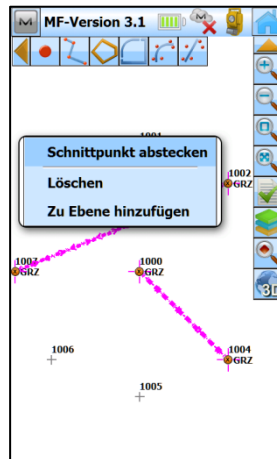 MF-Version 3.1
1001
Schnittpunkt abstecken
Löschen
Zu Ebene hinzufügen
1002
GRZ
1003
GRZ
1000
GRZ
1004
GRZ
1006
1005
3D